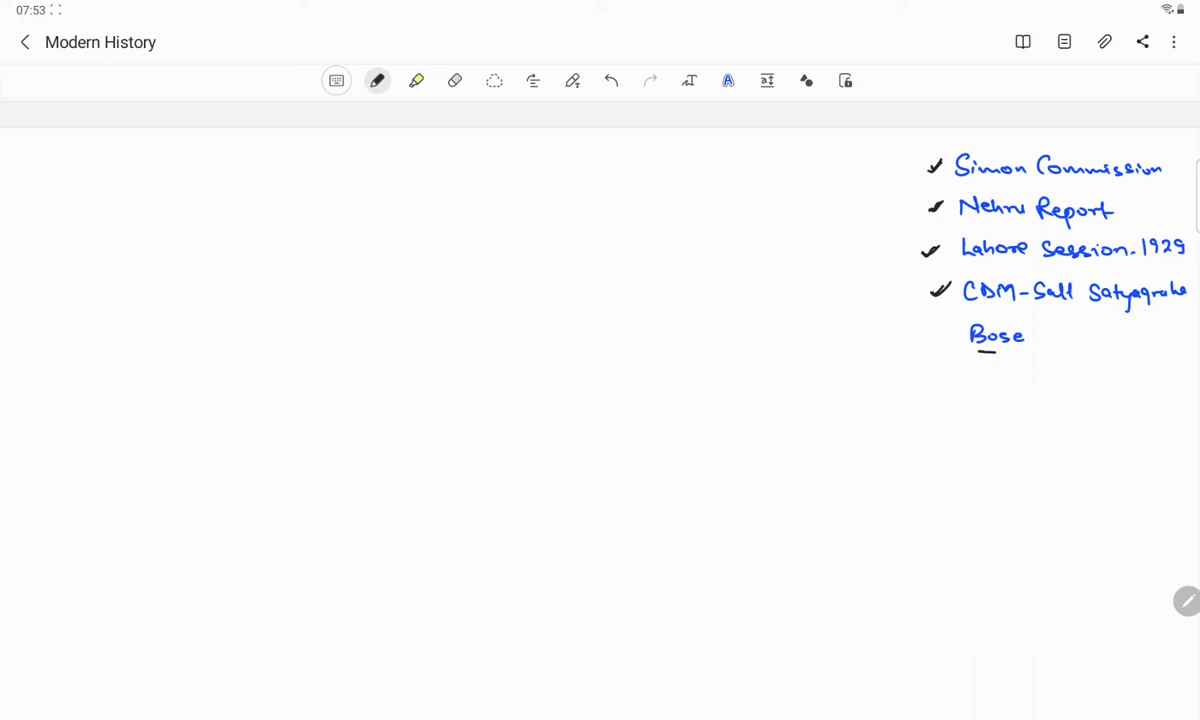 07:53
Modern History
Simon Commission
Nehru Report
Lahore Session. 1929
CDM - Salt Satyagraha
Bose